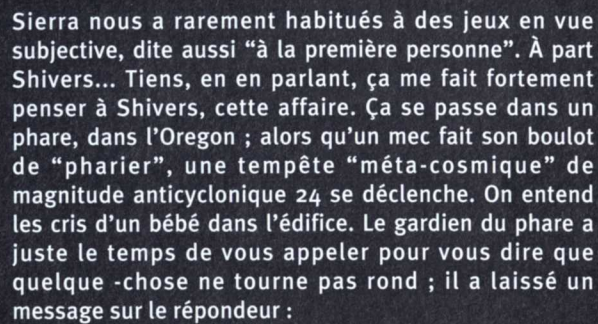 Sierra nous a rarement habitués à des jeux en vue
subjective, dite aussi “à la première personne”. À part
Shivers... Tiens, en en parlant, ça me fait fortement
penser à Shivers, cette affaire. Ça se passe dans un
phare, dans l’Oregon ; alors qu’un mec fait son boulot
de “pharier”, une tempête “méta-cosmique” de
magnitude anticyclonique 24 se déclenche. On entend
les cris d’un bébé dans l’édifice. Le gardien du phare a
juste le temps de vous appeler pour vous dire que
quelque -chose ne tourne pas rond ; il a laissé un
message sur le répondeur :